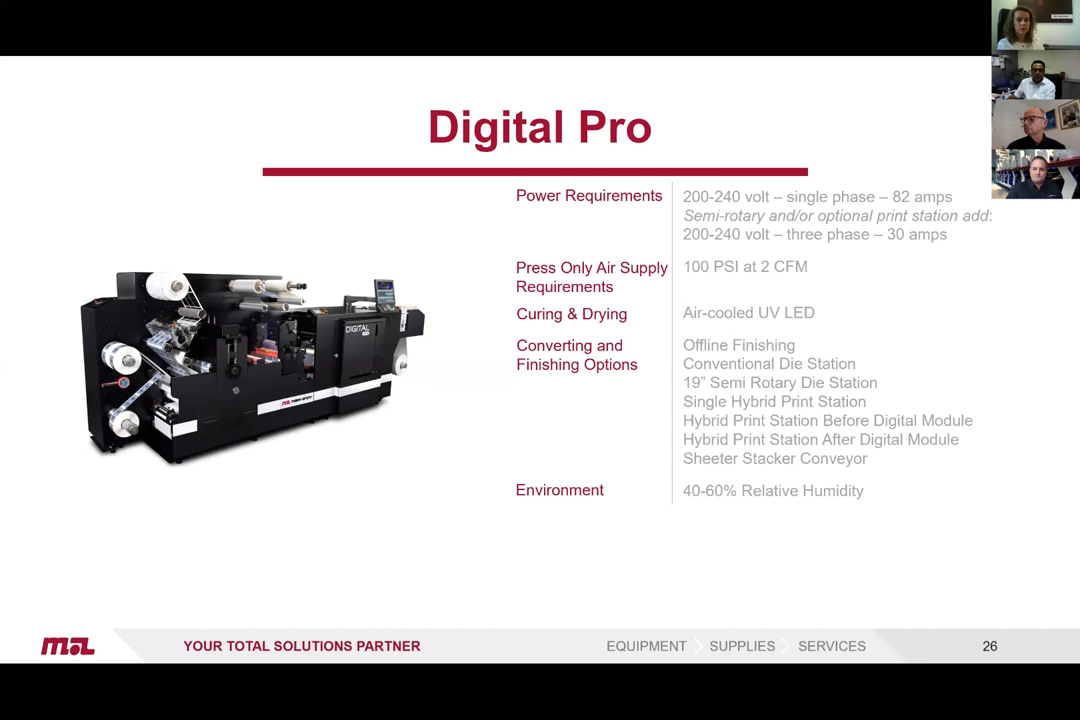 Digital Pro
Power Requirements
200-240 volt – single phase – 82 amps
Semi-rotary and/or optional print station add:
200-240 volt – three phase – 30 amps
Press Only Air Supply
Requirements
100 PSI at 2 CFM
Curing & Drying
Air-cooled UV LED
Converting and
Finishing Options
Offline Finishing
Conventional Die Station
19” Semi Rotary Die Station
Single Hybrid Print Station
Hybrid Print Station Before Digital Module
Hybrid Print Station After Digital Module
Sheeter Stacker Conveyor
Environment
40-60% Relative Humidity
DIGITAL
YOUR TOTAL SOLUTIONS PARTNER
EQUIPMENT
SUPPLIES
SERVICES
26